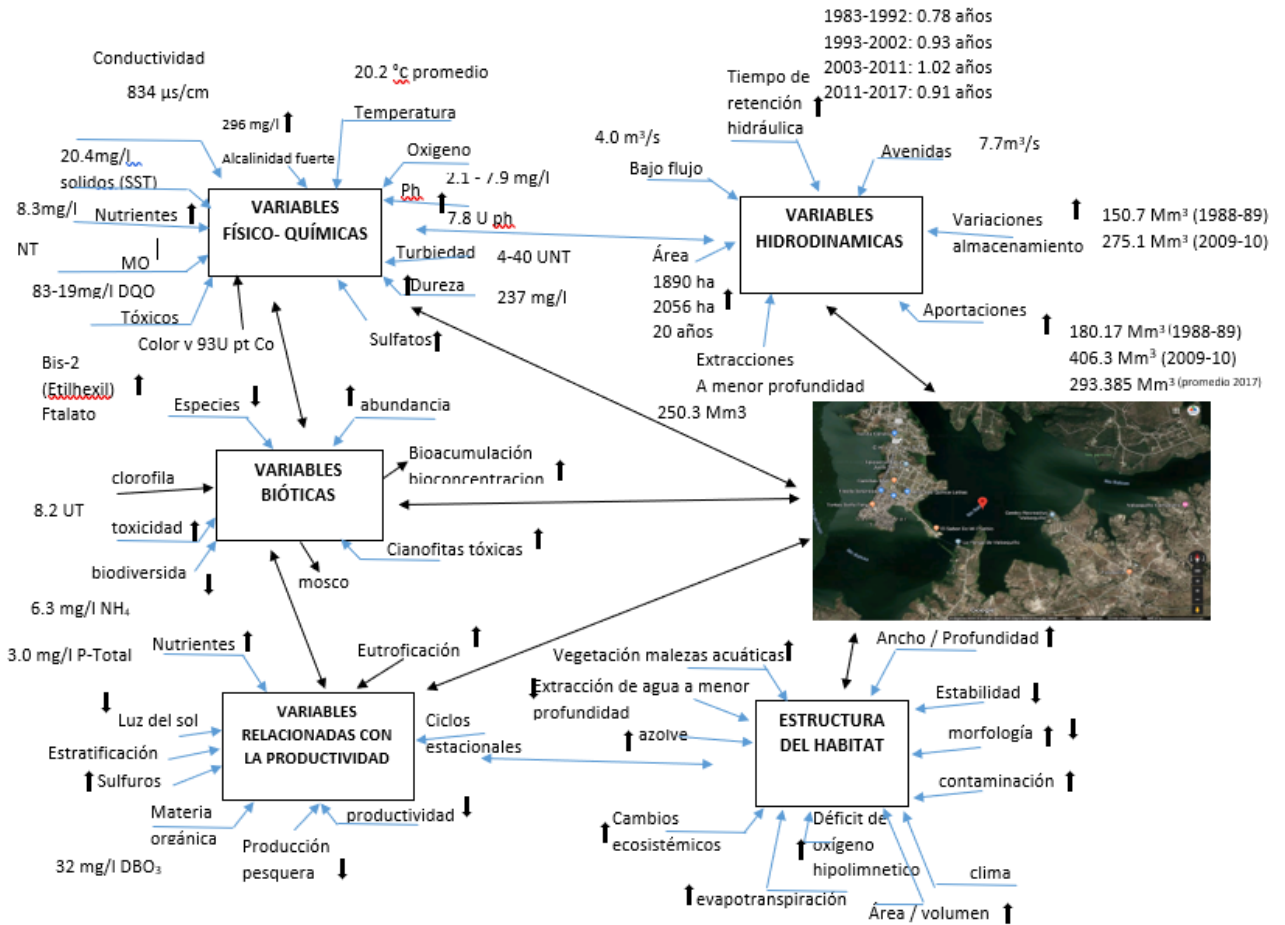 1983-1992: 0.78 años
1993-2002: 0.93 años
2003-2011: 1.02 años
2011-2017: 0.91 años
Conductividad
834 µs/cm
20.2 ⁰C promedio
Temperatura
296 mg/l
Alcalinidad fuerte
Oxigeno
2.1 - 7.9 mg/l
20.4mg/l
solidos (SST)
Ph
7.8 U ph
8.3mg/l
Nutrientes
NT
MO
83-19mg/l DQO
Tóxicos
VARIABLES
FÍSICO- QUÍMICAS
Turbiedad
4-40 UNT
Dureza
237 mg/l
Sulfatos
Color v 93U pt Co
Tiempo de
retención
hidráulica
4.0 m³/s
Bajo flujo
Avenidas
7.7m³/s
VARIABLES
HIDRODINAMICAS
Variaciones
almacenamiento
150.7 Mm³ (1988-89)
275.1 Mm³ (2009-10)
Área
1890 ha
2056 ha
20 años
Aportaciones
180.17 Mm³ (1988-89)
406.3 Mm³ (2009-10)
293.385 Mm³ (promedio 2017)
Extracciones
A menor profundidad
250.3 Mm3
Bis-2
(Etilhexil)
Ftalato
Especies
abundancia
VARIABLES
BIÓTICAS
Bioacumulación
bioconcentracion
clorofila
8.2 UT
toxicidad
biodiversida
mosco
Cianofitas tóxicas
6.3 mg/l NH₄
3.0 mg/l P-Total
Nutrientes
Eutroficación
Luz del sol
Estratificación
Sulfuros
VARIABLES
RELACIONADAS CON
LA PRODUCTIVIDAD
Ciclos
estacionales
Materia
orgánica
32 mg/l DBO₃
Producción
pesquera
productividad
Vegetación malezas acuáticas
Extracción de agua a menor
profundidad
azolve
Ancho / Profundidad
Estabilidad
morfología
contaminación
ESTRUCTURA
DEL HABITAT
Cambios
ecosistémicos
Déficit de
oxígeno
hipolimnetico
clima
evapotranspiración
Área / volumen